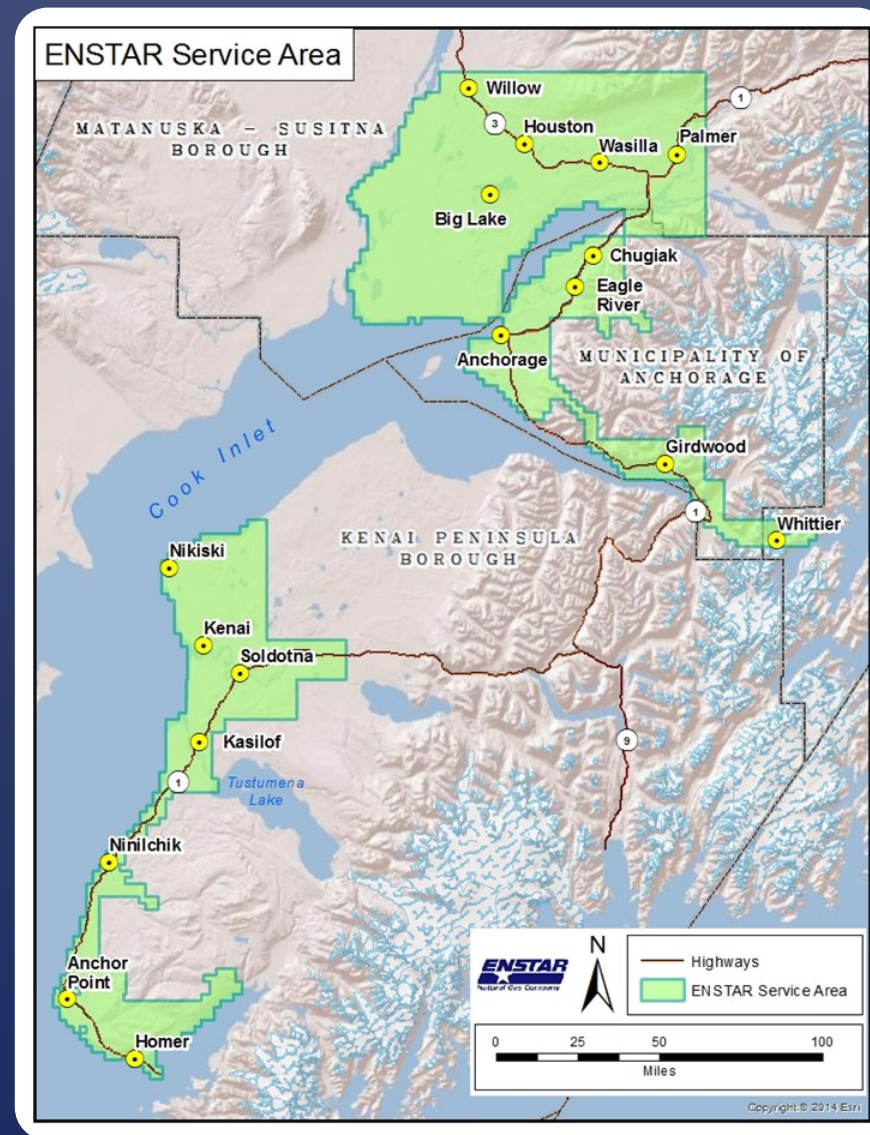 ENSTAR Service Area
Willow
1
3
Houston
Wasilla
Palmer
MATANUSKA - SUSITNA
BOROUGH
Big Lake
Chugiak
Eagle
River
Anchorage
MUNICIPALITY OF
ANCHORAGE
Cook Inlet
Girdwood
1
Whittier
KENAI PENINSULA
BOROUGH
Nikiski
Kenai
Soldotna
Kasilof
9
1
Tustumena
Lake
Ninilchik
Anchor
Point
Homer
ENSTAR
Natural Gas Company
N
Highways
ENSTAR Service Area
0 25 50 100
Miles
Copyright:© 2014 Esri